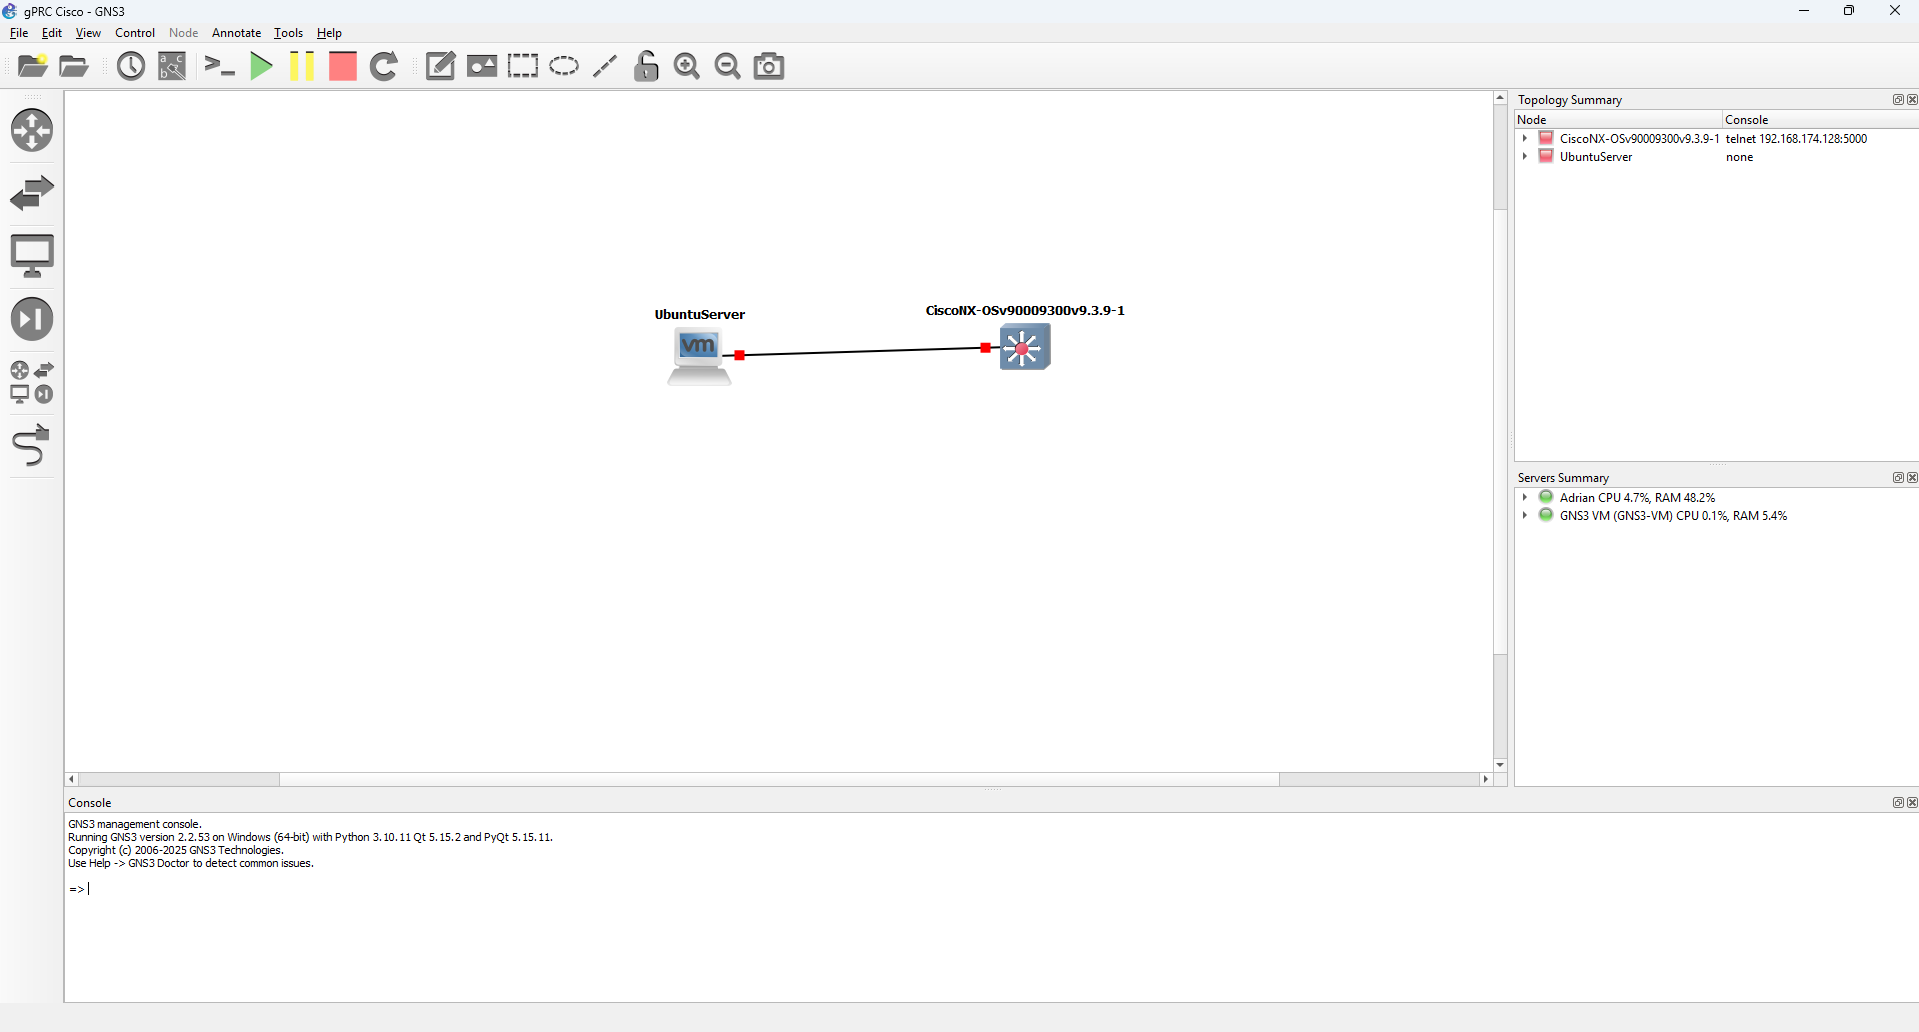 gPRC Cisco - GNS3
File Edit View Control Node Annotate Tools Help
Topology Summary
Node Console
CiscoNX-OSv90009300v9.3.9-1 telnet 192.168.174.128:5000
UbuntuServer none
UbuntuServer
vm
CiscoNX-OSv90009300v9.3.9-1
Servers Summary
Adrian CPU 4.7%, RAM 48.2%
GNS3 VM (GNS3-VM) CPU 0.1%, RAM 5.4%
Console
GNS3 management console.
Running GNS3 version 2.2.53 on Windows (64-bit) with Python 3.10.11 Qt 5.15.2 and PyQt 5.15.11.
Copyright (c) 2006-2025 GNS3 Technologies.
Use Help -> GNS3 Doctor to detect common issues.
=>